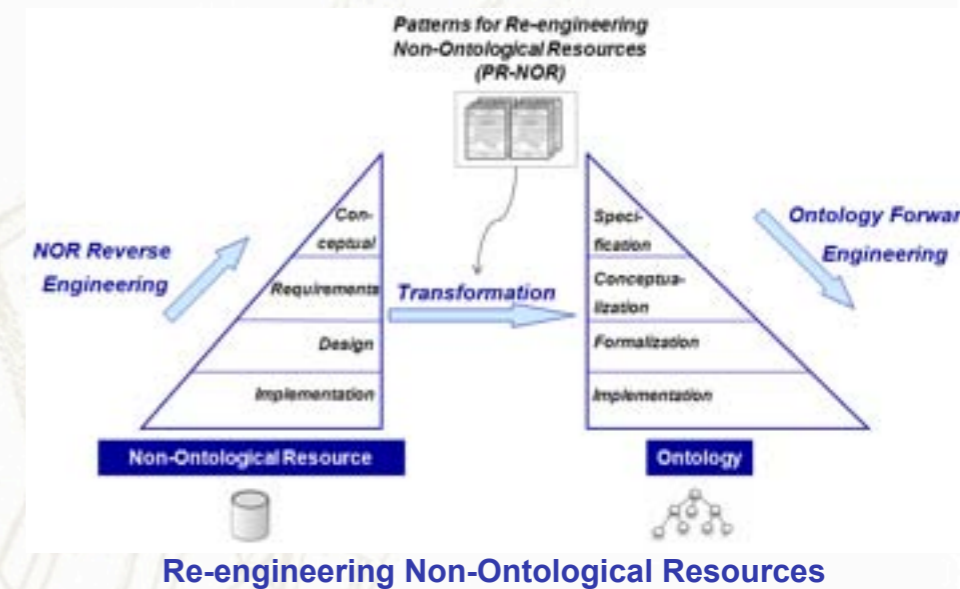 Patterns for Re-engineering
Non-Ontological Resources
(PR-NOR)
NOR Reverse
Engineering
Con-
ceptual
Requirements
Design
Implementation
Transformation
Speci-
fication
Conceptua-
lization
Formalization
Implementation
Ontology Forwar
Engineering
Non-Ontological Resource
Ontology
Re-engineering Non-Ontological Resources